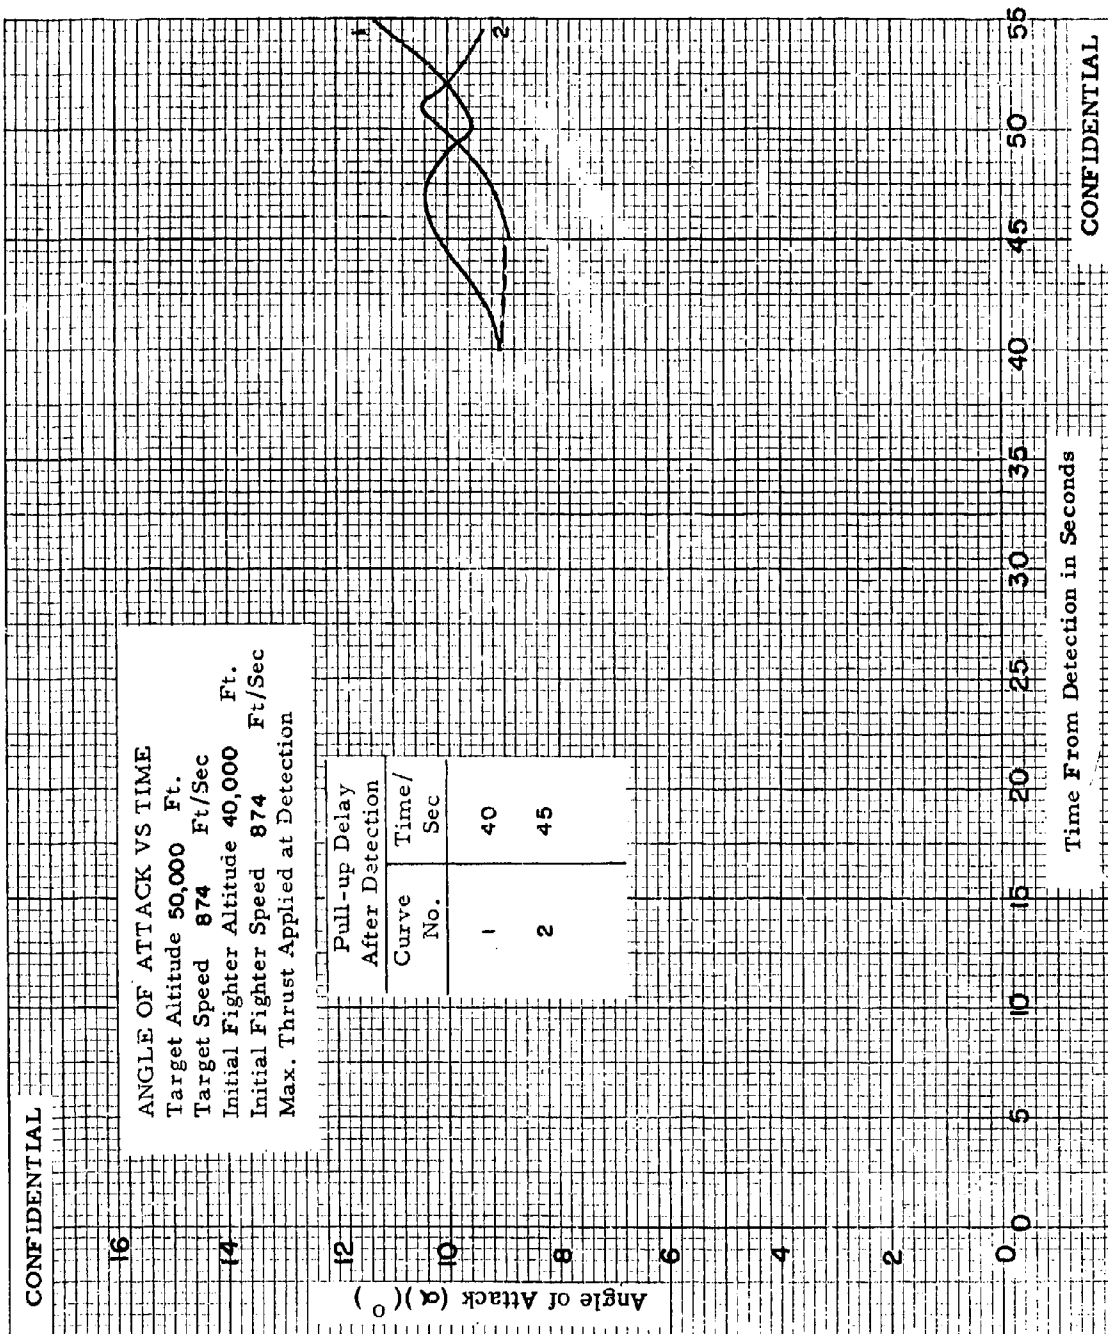 CONFIDENTIAL
ANGLE OF ATTACK VS TIME
Target Altitude 50,000 Ft.
Target Speed 874 Ft/Sec
Initial Fighter Altitude 40,000 Ft.
Initial Fighter Speed 874 Ft/Sec
Max. Thrust Applied at Detection
Pull-up Delay
After Detection
Curve Time/
No. Sec
1 40
2 45
1
2
Angle of Attack (α)(°)
16
14
12
10
8
6
4
2
0
0 5 10 15 20 25 30 35 40 45 50 55
Time From Detection in Seconds
CONFIDENTIAL